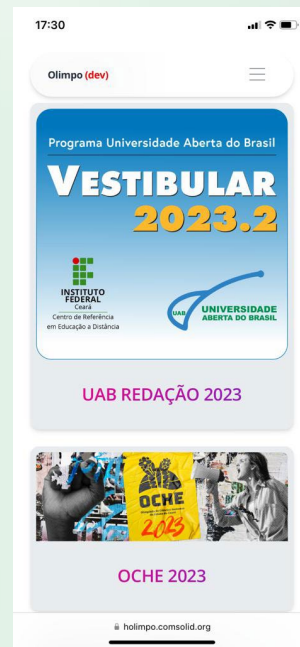 17:30
Olimpo (dev)
Programa Universidade Aberta do Brasil
VESTIBULAR
2023.2
INSTITUTO
FEDERAL
Ceará
Centro de Referência
em Educação a Distância
UAB
UNIVERSIDADE
ABERTA DO BRASIL
UAB REDAÇÃO 2023
OCHE
2023
OCHE 2023
holimpo.comsolid.org